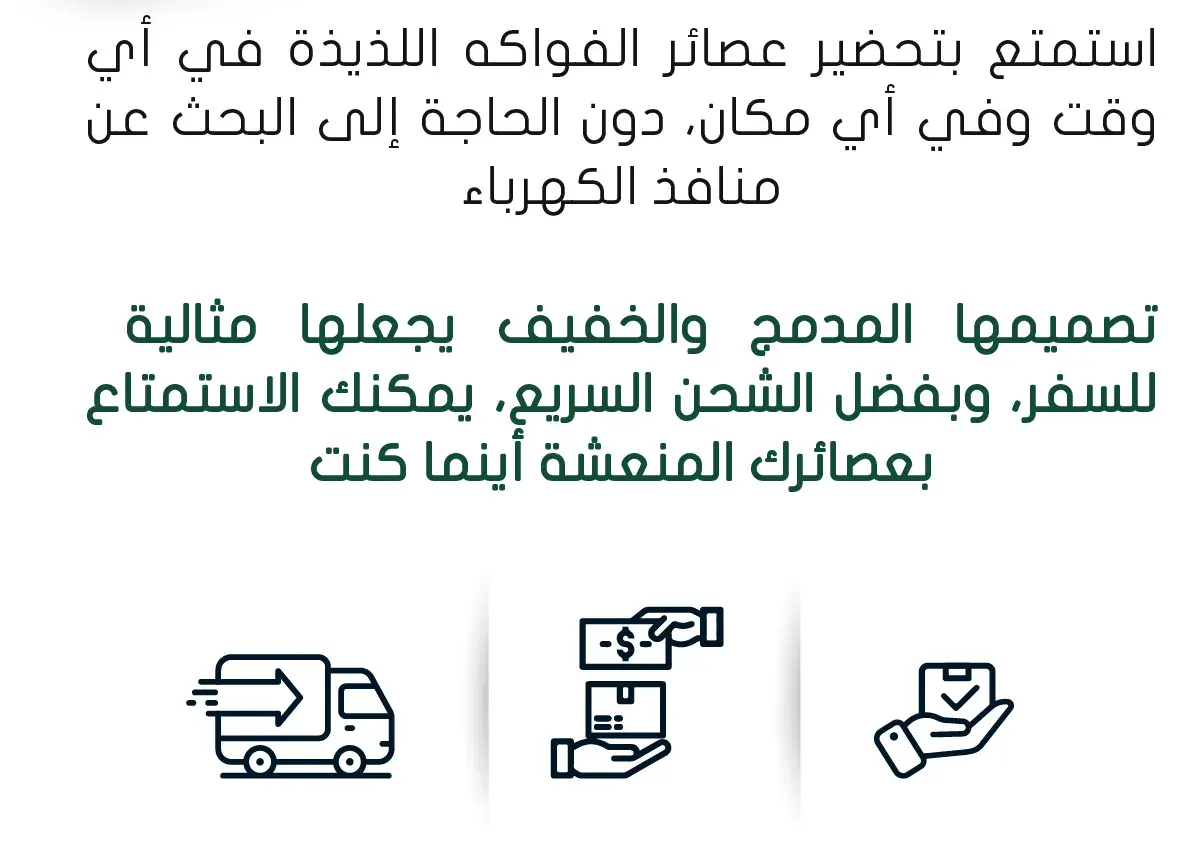 استمتع بتحضير عصائر الفواكه اللذيذة في أي
وقت وفي أي مكان، دون الحاجة إلى البحث عن
منافذ الكهرباء
تصميمها المدمج والخفيف يجعلها مثالية
للسفر، وبفضل الشحن السريع، يمكنك الاستمتاع
بعصائرك المنعشة أينما كنت
$